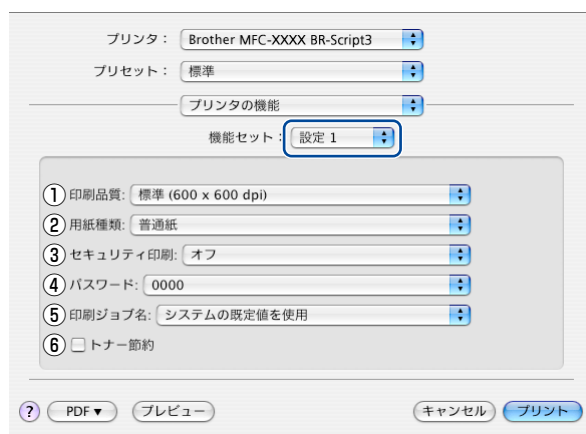 プリンタ： Brother MFC-XXXX BR-Script3
プリセット： 標準
プリンタの機能
機能セット： 設定 1
① 印刷品質: 標準 (600 x 600 dpi)
② 用紙種類: 普通紙
③ セキュリティ印刷: オフ
④ パスワード: 0000
⑤ 印刷ジョブ名: システムの既定値を使用
⑥ トナー節約
? PDF▼ プレビュー キャンセル プリント